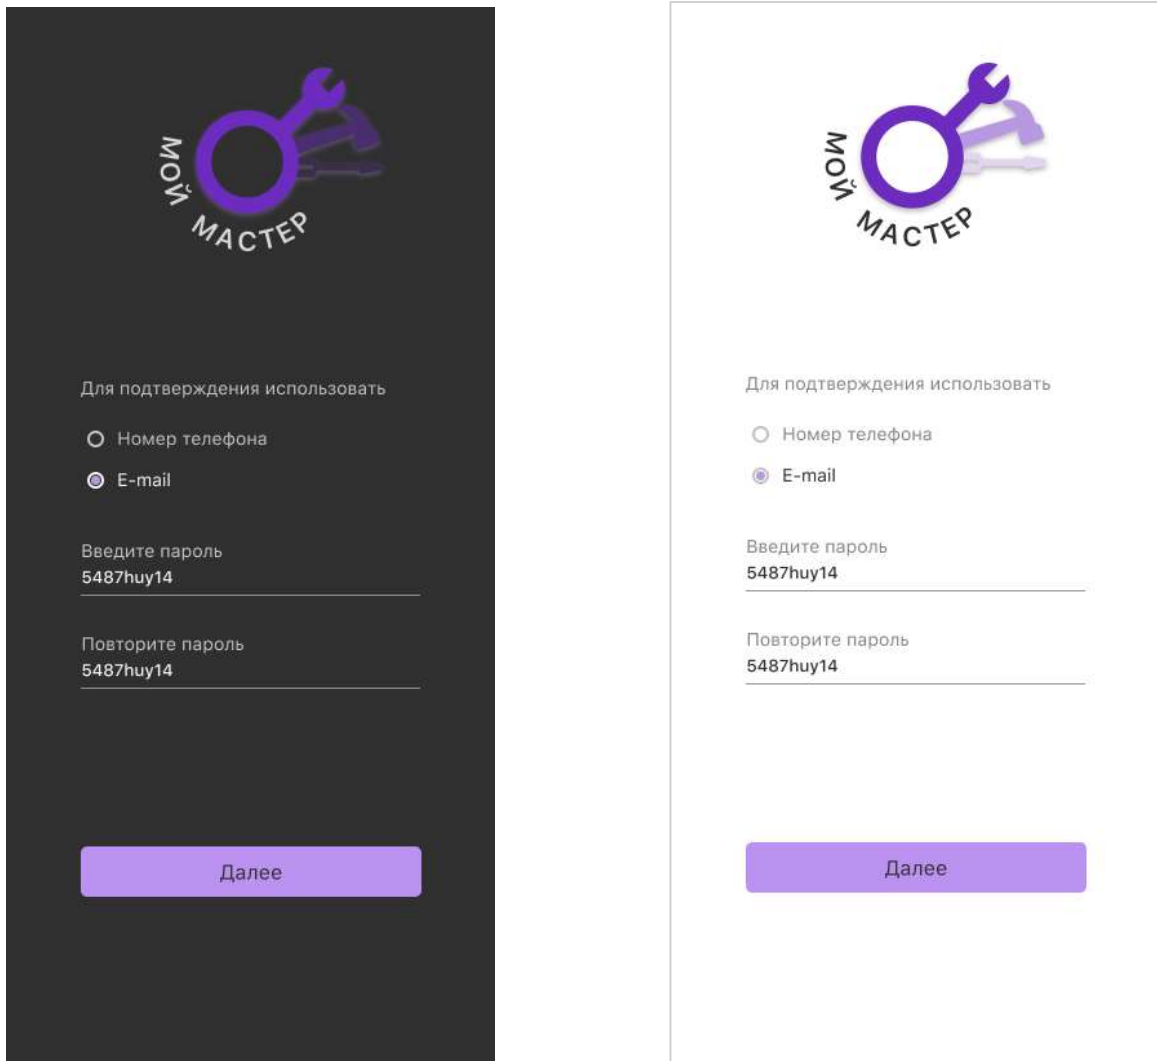 МОЙ МАСТЕР
Для подтверждения использовать
Номер телефона
E-mail
Введите пароль
5487huy14
Повторите пароль
5487huy14
Далее
МОЙ МАСТЕР
Для подтверждения использовать
Номер телефона
E-mail
Введите пароль
5487huy14
Повторите пароль
5487huy14
Далее